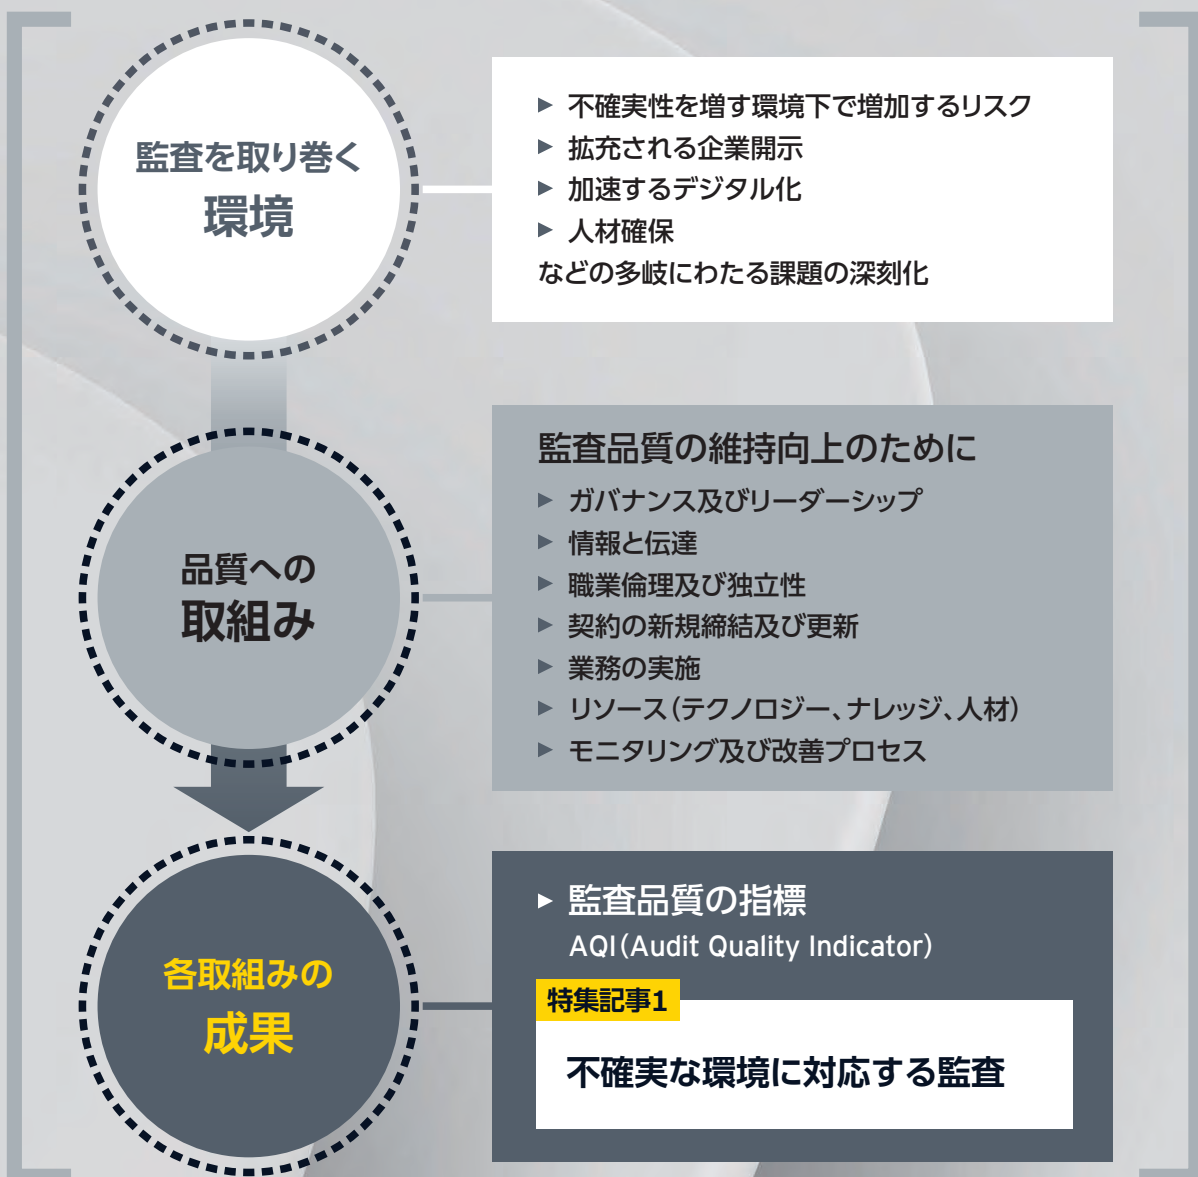 監査を取り巻く
環境
▶ 不確実性を増す環境下で増加するリスク
▶ 拡充される企業開示
▶ 加速するデジタル化
▶ 人材確保
などの多岐にわたる課題の深刻化
品質への
取組み
監査品質の維持向上のために
▶ ガバナンス及びリーダーシップ
▶ 情報と伝達
▶ 職業倫理及び独立性
▶ 契約の新規締結及び更新
▶ 業務の実施
▶ リソース(テクノロジー、ナレッジ、人材)
▶ モニタリング及び改善プロセス
各取組みの
成果
▶ 監査品質の指標
AQI(Audit Quality Indicator)
特集記事1
不確実な環境に対応する監査